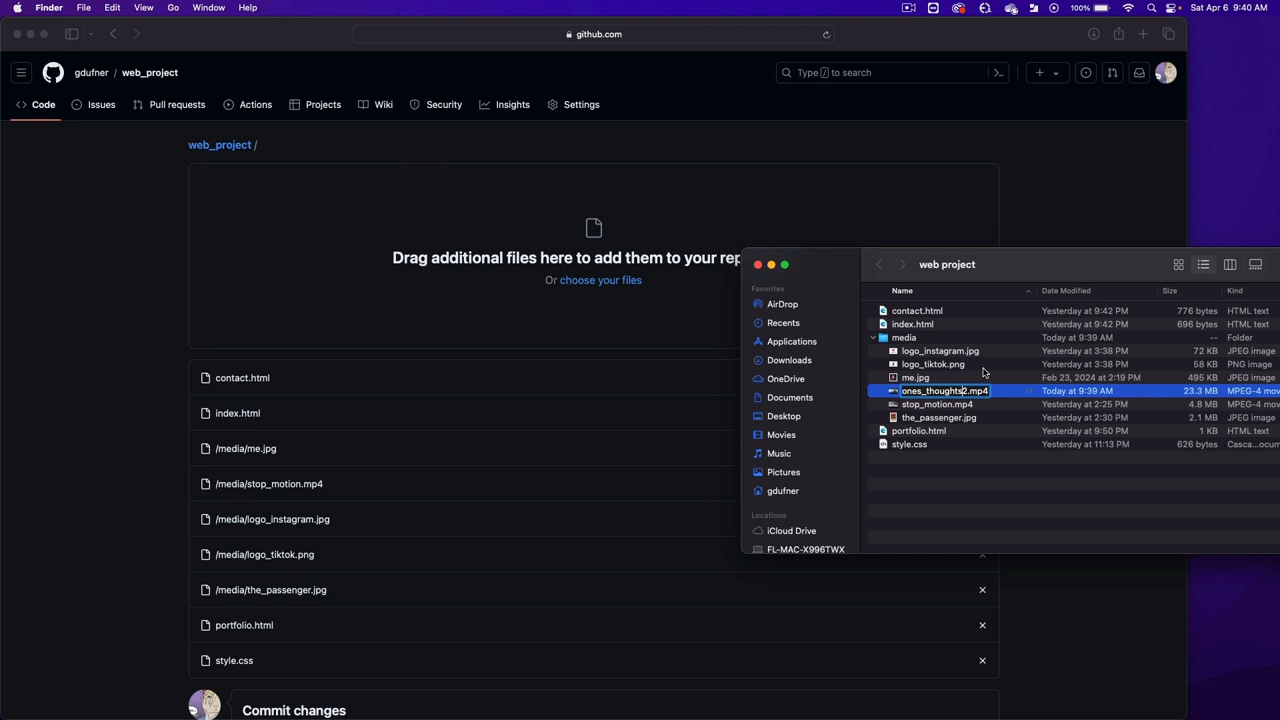 Finder File Edit View Go Window Help 100% Sat Apr 6 9:40 AM
github.com
gdufner / web_project Type / to search
Code Issues Pull requests Actions Projects Wiki Security Insights Settings
web_project /
Drag additional files here to add them to your rep
Or choose your files
contact.html
index.html
/media/me.jpg
/media/stop_motion.mp4
/media/logo_instagram.jpg
/media/logo_tiktok.png
/media/the_passenger.jpg
portfolio.html
style.css
Commit changes
web project
Favorites
AirDrop
Recents
Applications
Downloads
OneDrive
Documents
Desktop
Movies
Music
Pictures
gdufner
Locations
iCloud Drive
FL-MAC-X996TWX
Name Date Modified Size Kind
contact.html Yesterday at 9:42 PM 776 bytes HTML text
index.html Yesterday at 9:42 PM 696 bytes HTML text
media Today at 9:39 AM -- Folder
logo_instagram.jpg Yesterday at 3:38 PM 72 KB JPEG image
logo_tiktok.png Yesterday at 3:38 PM 58 KB PNG image
me.jpg Feb 23, 2024 at 2:19 PM 495 KB JPEG image
ones_thoughts2.mp4 Today at 9:39 AM 23.3 MB MPEG-4 mov
stop_motion.mp4 Yesterday at 2:25 PM 4.8 MB MPEG-4 mov
the_passenger.jpg Yesterday at 2:30 PM 2.1 MB JPEG image
portfolio.html Yesterday at 9:50 PM 1 KB HTML text
style.css Yesterday at 11:13 PM 626 bytes Casca...ocum